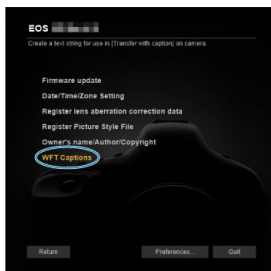 EOS
Create a text string for use in [Transfer with caption] on camera.
Firmware update
Date/Time/Zone Setting
Register lens aberration correction data
Register Picture Style File
Owner's name/Author/Copyright
WFT Captions
Return
Preferences...
Quit